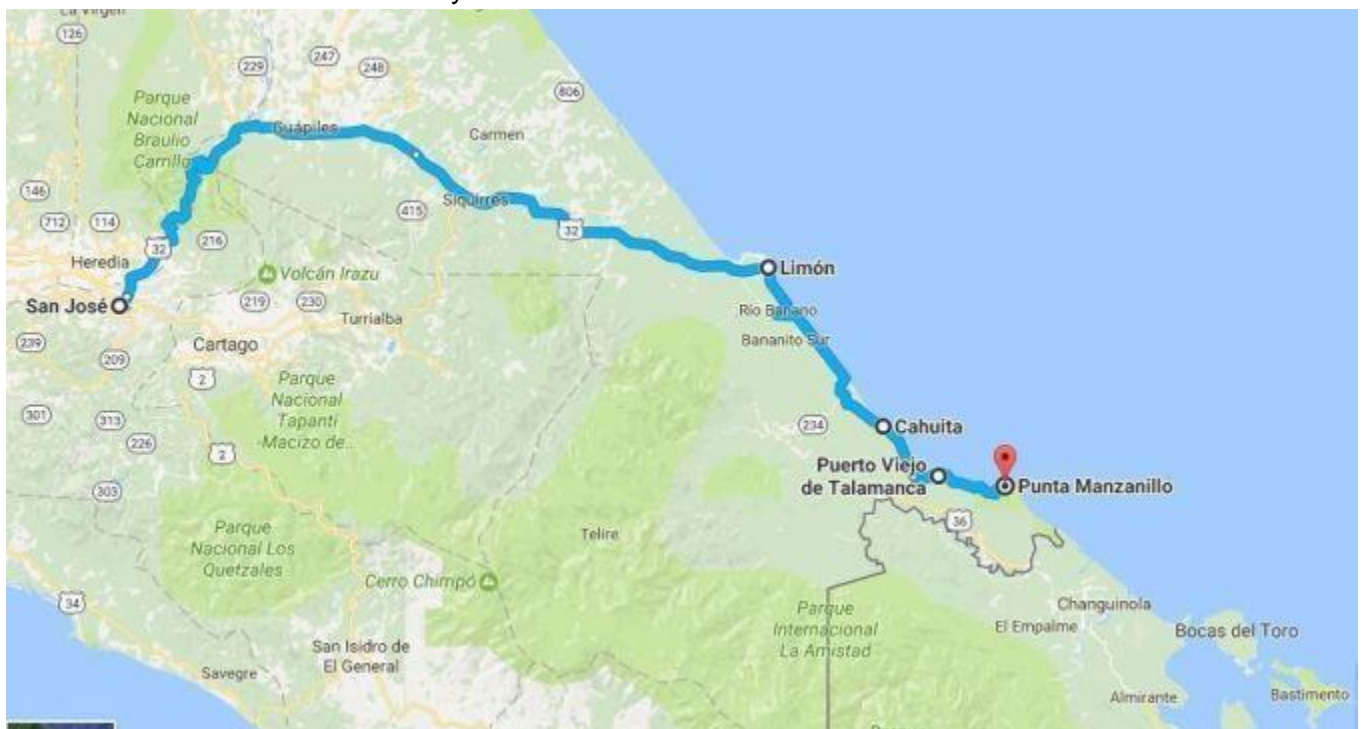 La Virgen
126
247
229
248
806
Parque
Nacional
Braulio
Carrillo
Guápiles
Carmen
146
Siquirres
415
712
114
32
216
32
Heredia
Limón
Volcán Irazu
San José
219
230
Río Banano
Turrialba
239
Cartago
Bananito Sur
209
2
Parque
Nacional
Tapantí
-Macizo de...
301
313
234
Cahuita
226
2
Puerto Viejo
de Talamanca
Punta Manzanillo
303
36
Parque
Nacional Los
Quetzales
Telire
Cerro Chirripó
34
Changuinola
Parque
Internacional
La Amistad
El Empalme
Bocas del Toro
San Isidro de
El General
Savegre
Almirante
Bastimento